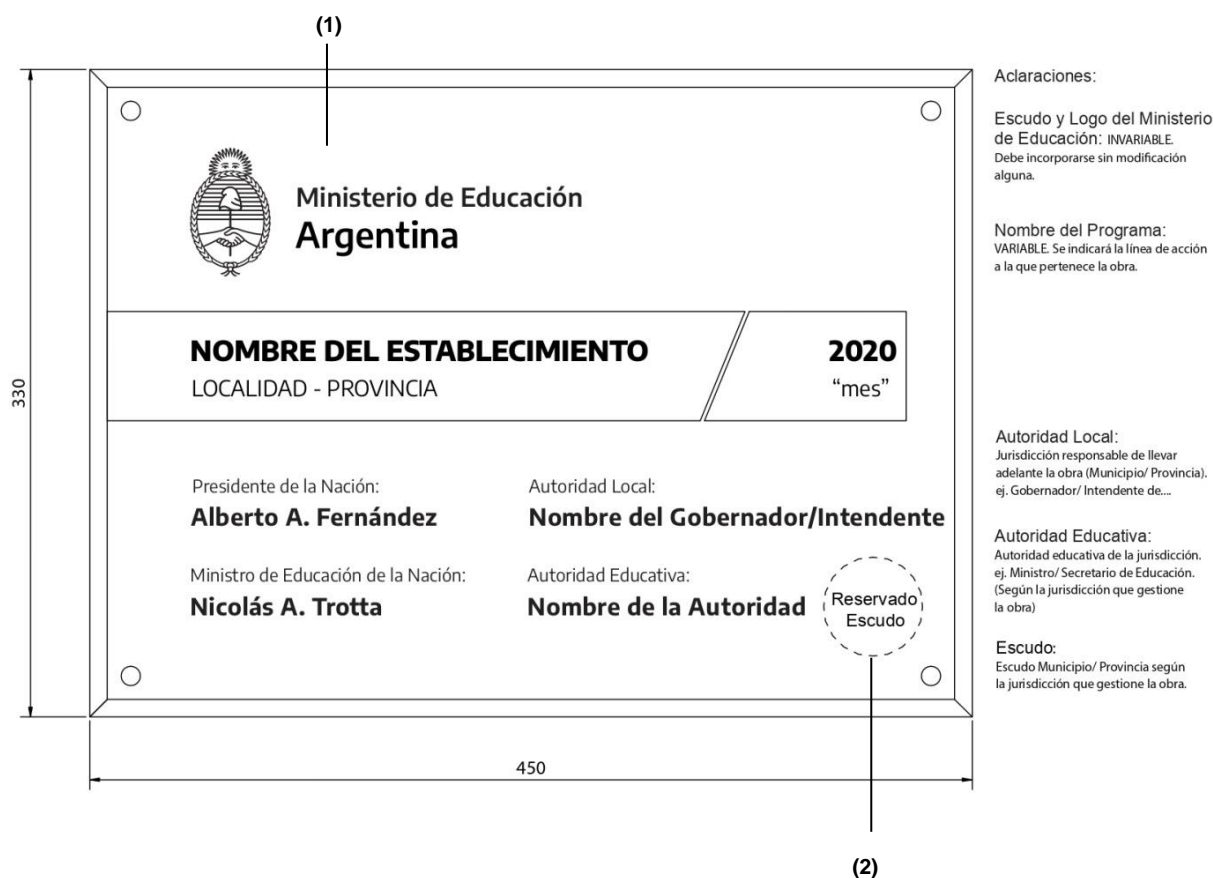 (1)
Ministerio de Educación
Argentina
NOMBRE DEL ESTABLECIMIENTO
LOCALIDAD - PROVINCIA
2020
“mes”
Presidente de la Nación:
Alberto A. Fernández
Autoridad Local:
Nombre del Gobernador/Intendente
Ministro de Educación de la Nación:
Nicolás A. Trotta
Autoridad Educativa:
Nombre de la Autoridad
Reservado
Escudo
330
450
(2)
Aclaraciones:
Escudo y Logo del Ministerio
de Educación: INVARIABLE.
Debe incorporarse sin modificación
alguna.
Nombre del Programa:
VARIABLE. Se indicará la línea de acción
a la que pertenece la obra.
Autoridad Local:
Jurisdicción responsable de llevar
adelante la obra (Municipio/ Provincia).
ej. Gobernador/ Intendente de....
Autoridad Educativa:
Autoridad educativa de la jurisdicción.
ej. Ministro/ Secretario de Educación.
(Según la jurisdicción que gestione
la obra)
Escudo:
Escudo Municipio/ Provincia según
la jurisdicción que gestione la obra.